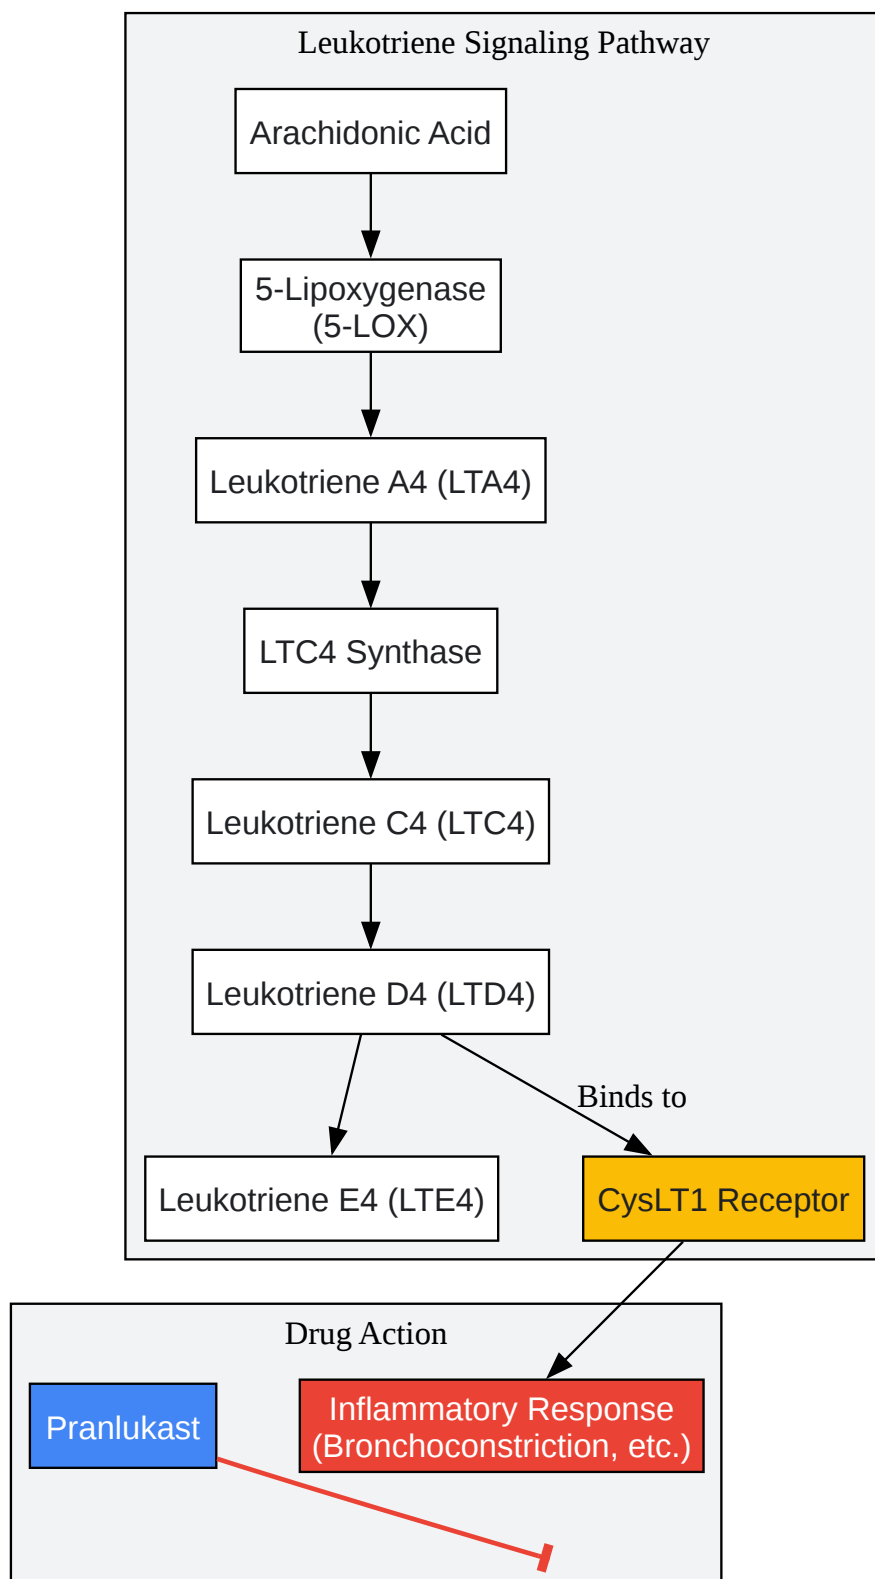 Leukotriene Signaling Pathway
Arachidonic Acid
5-Lipoxygenase
(5-LOX)
Leukotriene A4 (LTA4)
LTC4 Synthase
Leukotriene C4 (LTC4)
Leukotriene D4 (LTD4)
Binds to
Leukotriene E4 (LTE4)
CysLT1 Receptor
Drug Action
Pranlukast
Inflammatory Response
(Bronchoconstriction, etc.)